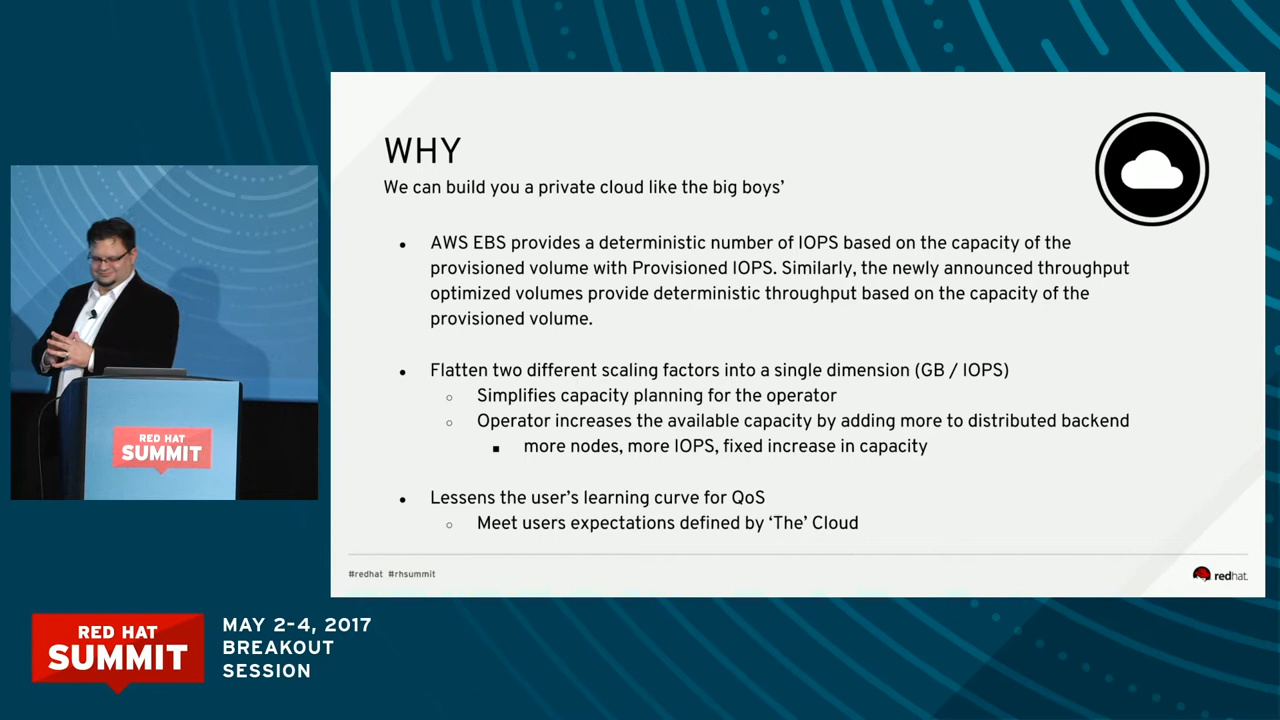 WHY
We can build you a private cloud like the big boys’
• AWS EBS provides a deterministic number of IOPS based on the capacity of the
provisioned volume with Provisioned IOPS. Similarly, the newly announced throughput
optimized volumes provide deterministic throughput based on the capacity of the
provisioned volume.
• Flatten two different scaling factors into a single dimension (GB / IOPS)
○ Simplifies capacity planning for the operator
○ Operator increases the available capacity by adding more to distributed backend
■ more nodes, more IOPS, fixed increase in capacity
• Lessens the user’s learning curve for QoS
○ Meet users expectations defined by ‘The’ Cloud
#redhat #rhsummit
redhat.
RED HAT
SUMMIT
RED HAT
SUMMIT
MAY 2-4, 2017
BREAKOUT
SESSION